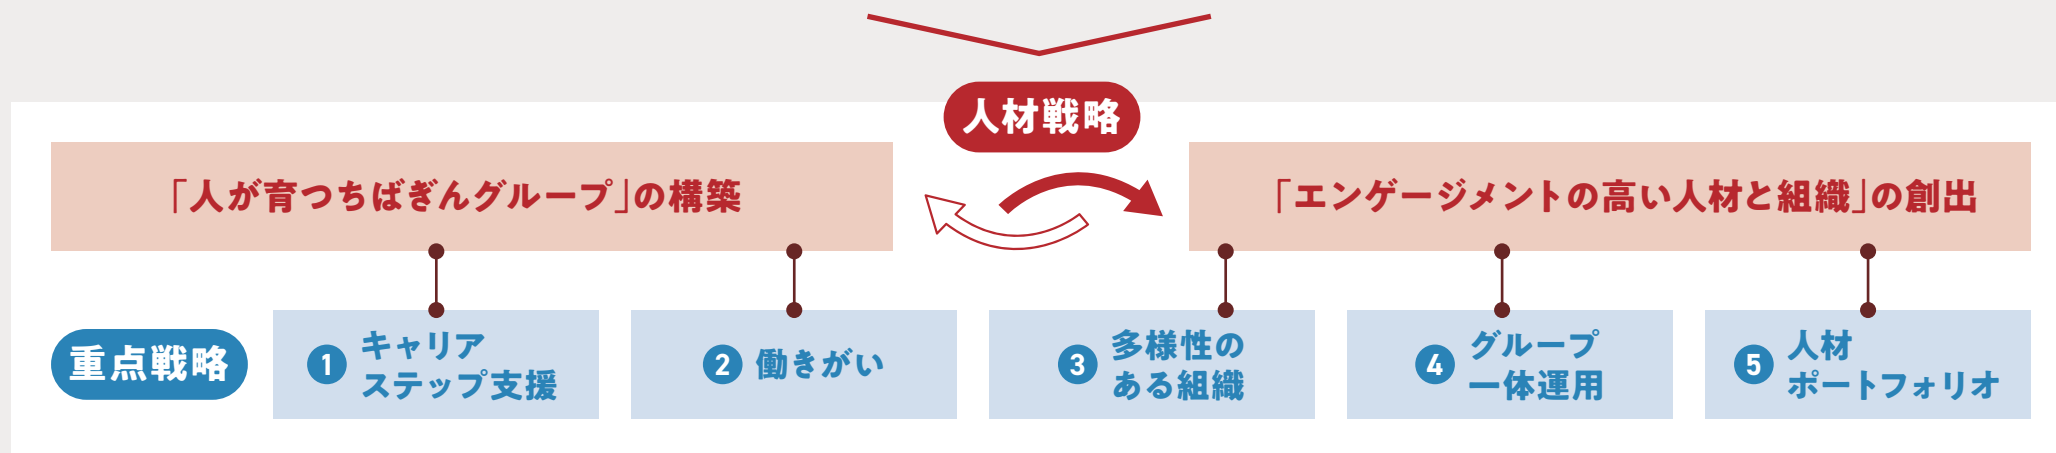 人材戦略
「人が育つちばぎんグループ」の構築
「エンゲージメントの高い人材と組織」の創出
重点戦略
1 キャリア
ステップ支援
2 働きがい
3 多様性の
ある組織
4 グループ
一体運用
5 人材
ポートフォリオ